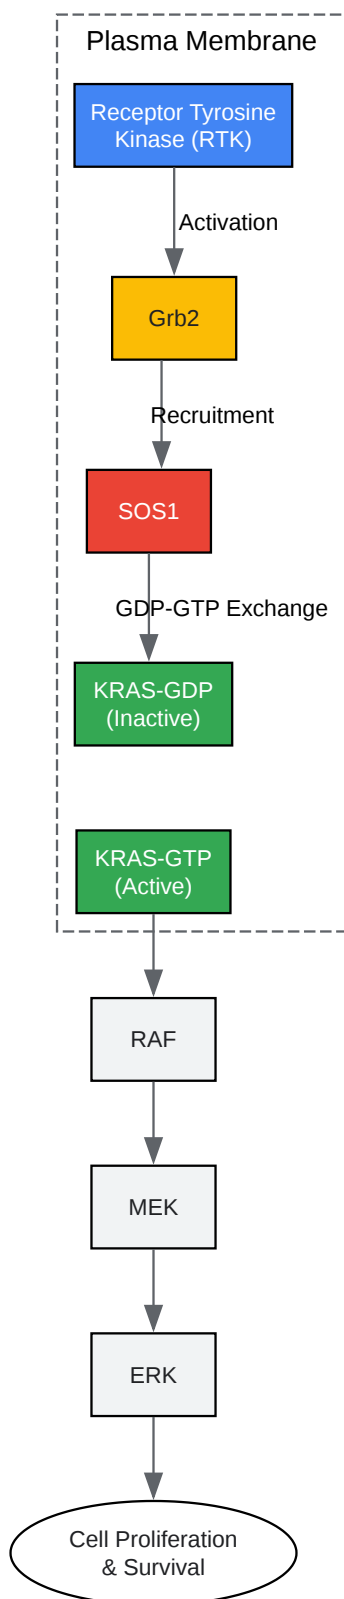 Plasma Membrane
Receptor Tyrosine
Kinase (RTK)
Activation
Grb2
Recruitment
SOS1
GDP-GTP Exchange
KRAS-GDP
(Inactive)
KRAS-GTP
(Active)
RAF
MEK
ERK
Cell Proliferation
& Survival